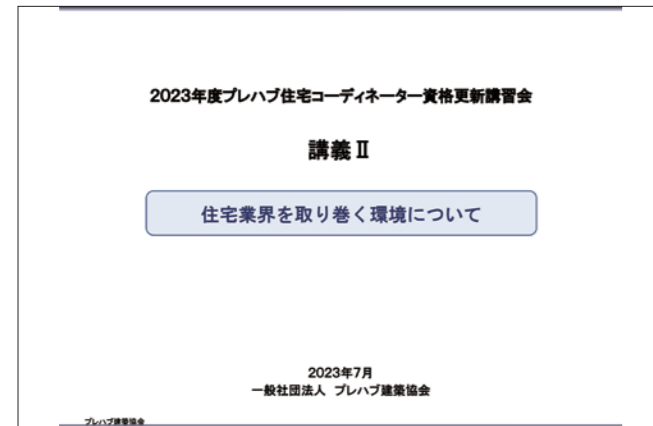 2023年度プレハブ住宅コーディネーター資格更新講習会
講義Ⅱ
住宅業界を取り巻く環境について
2023年7月
一般社団法人 プレハブ建築協会
プレハブ建築協会